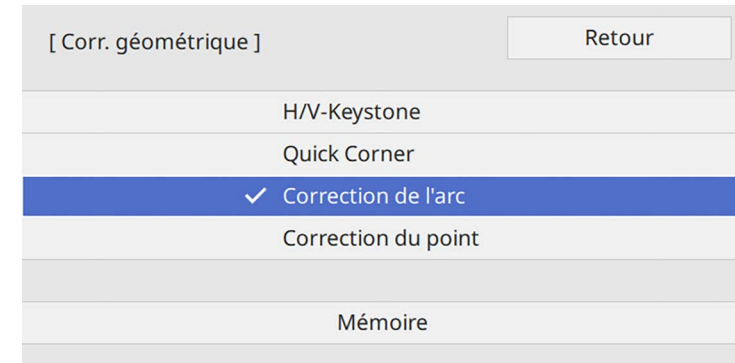 [ Corr. géométrique ]
Retour
H/V-Keystone
Quick Corner
Correction de l'arc
Correction du point
Mémoire